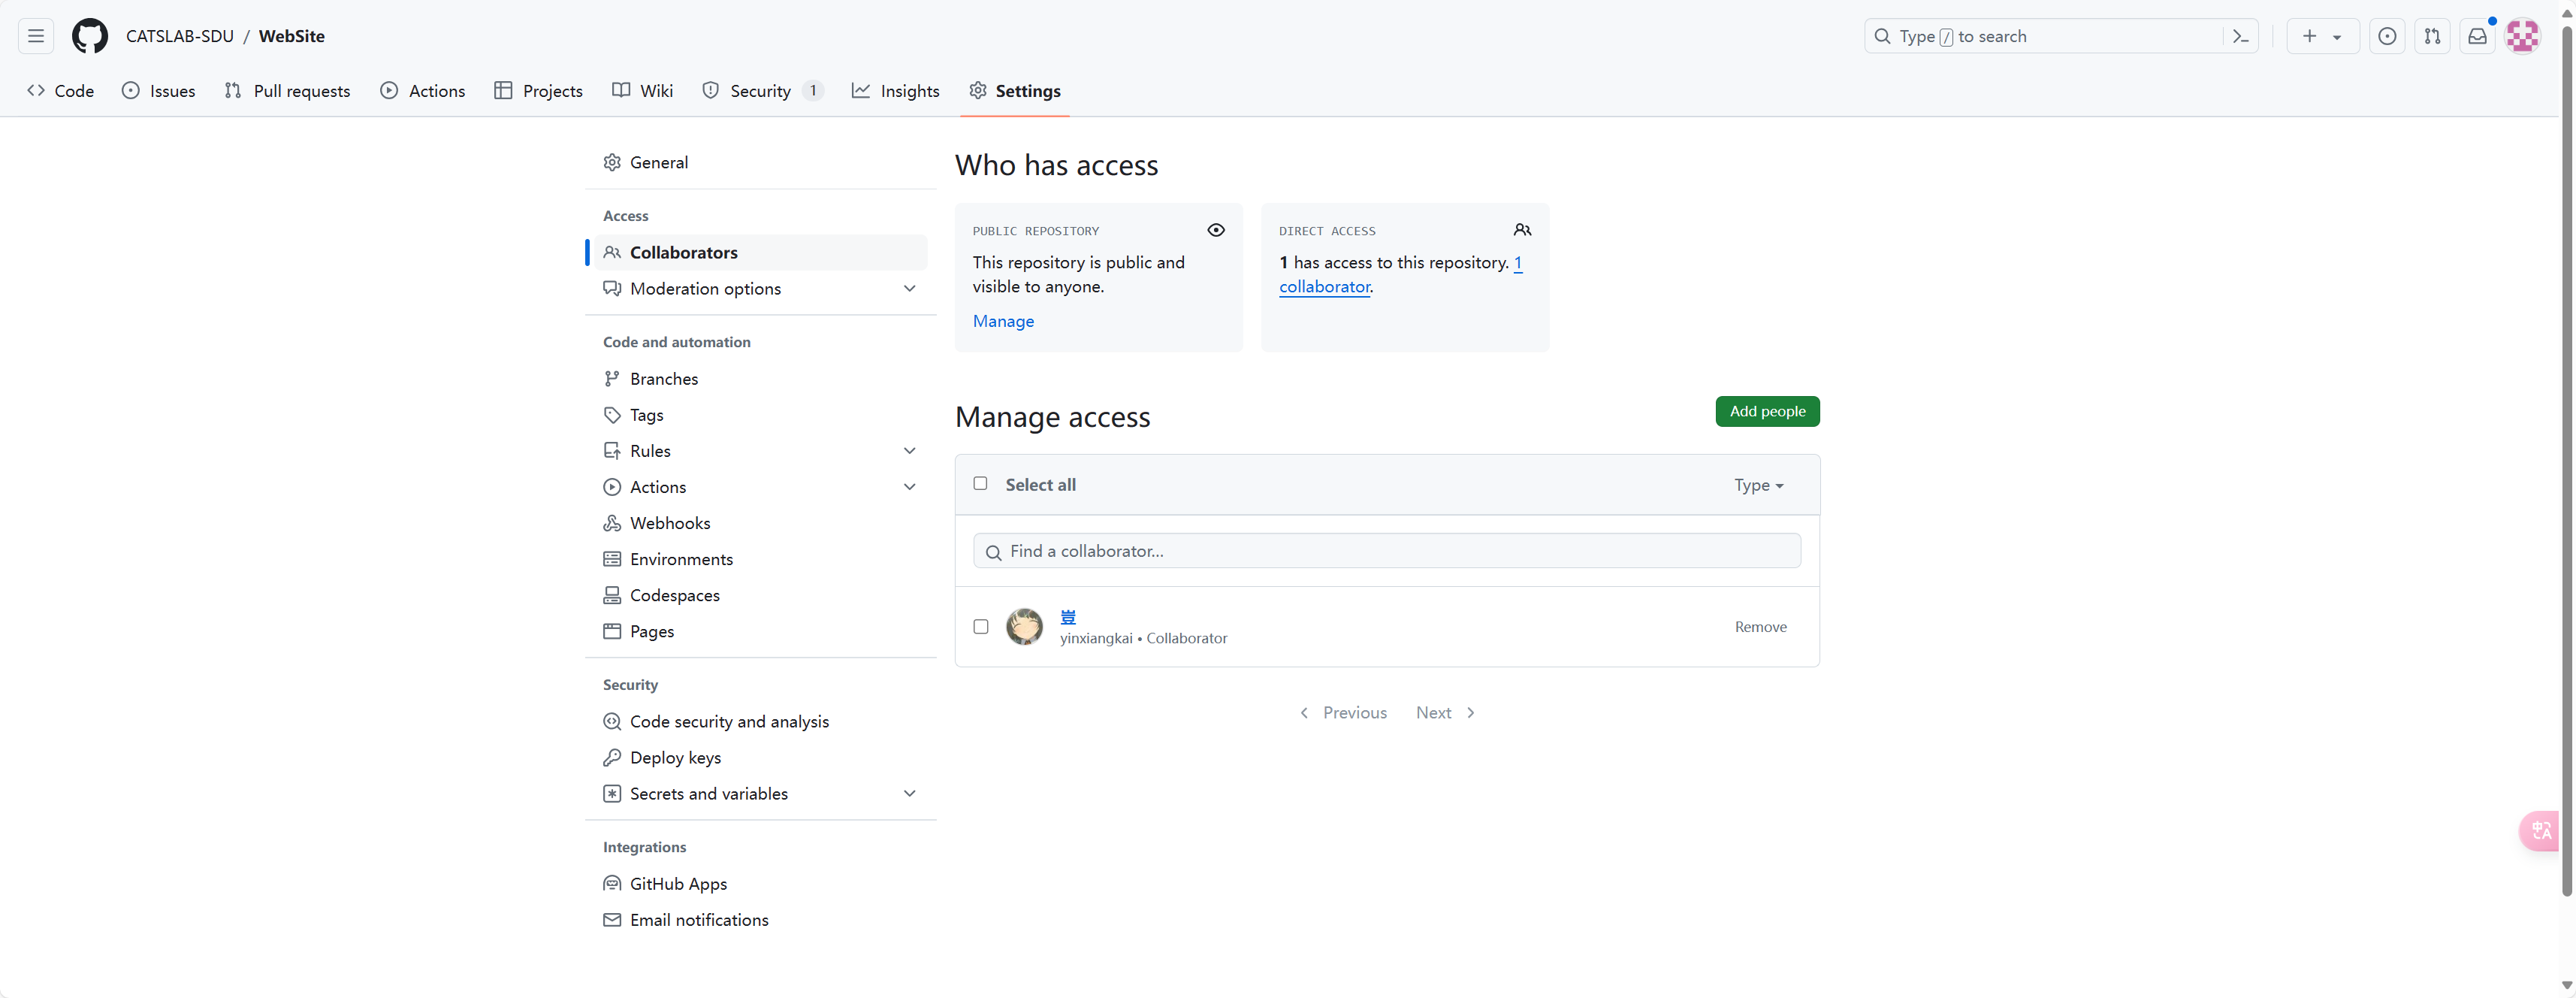 CATSLAB-SDU / WebSite
Type / to search
Code
Issues
Pull requests
Actions
Projects
Wiki
Security 1
Insights
Settings
General
Access
Collaborators
Moderation options
Code and automation
Branches
Tags
Rules
Actions
Webhooks
Environments
Codespaces
Pages
Security
Code security and analysis
Deploy keys
Secrets and variables
Integrations
GitHub Apps
Email notifications
Who has access
PUBLIC REPOSITORY
This repository is public and
visible to anyone.
Manage
DIRECT ACCESS
1 has access to this repository. 1
collaborator.
Manage access
Add people
Select all
Type
Find a collaborator...
豈
yinxiangkai • Collaborator
Remove
Previous
Next
中A